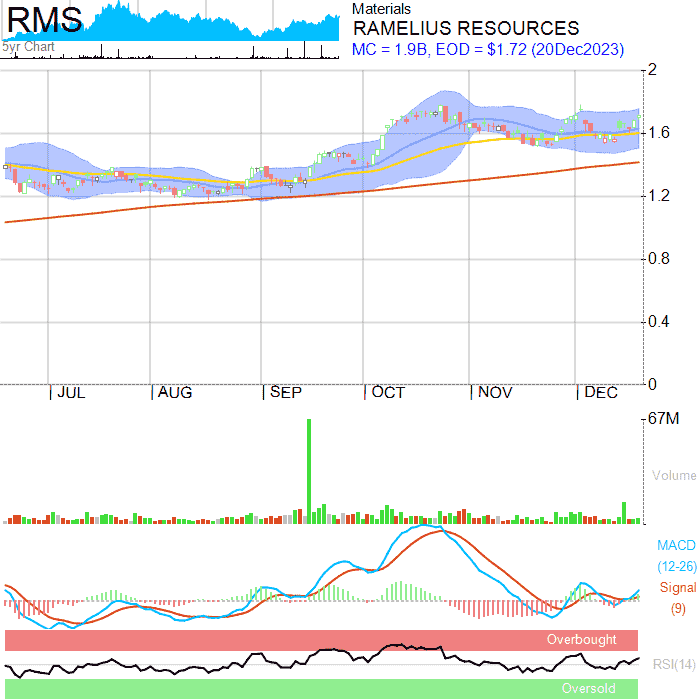 RMS
5yr Chart
Materials
RAMELIUS RESOURCES
MC = 1.9B, EOD = $1.72 (20Dec2023)
2
1.6
1.2
0.8
0.4
0
JUL AUG SEP OCT NOV DEC
67M
Volume
MACD
(12-26)
Signal
(9)
Overbought
RSI(14)
Oversold